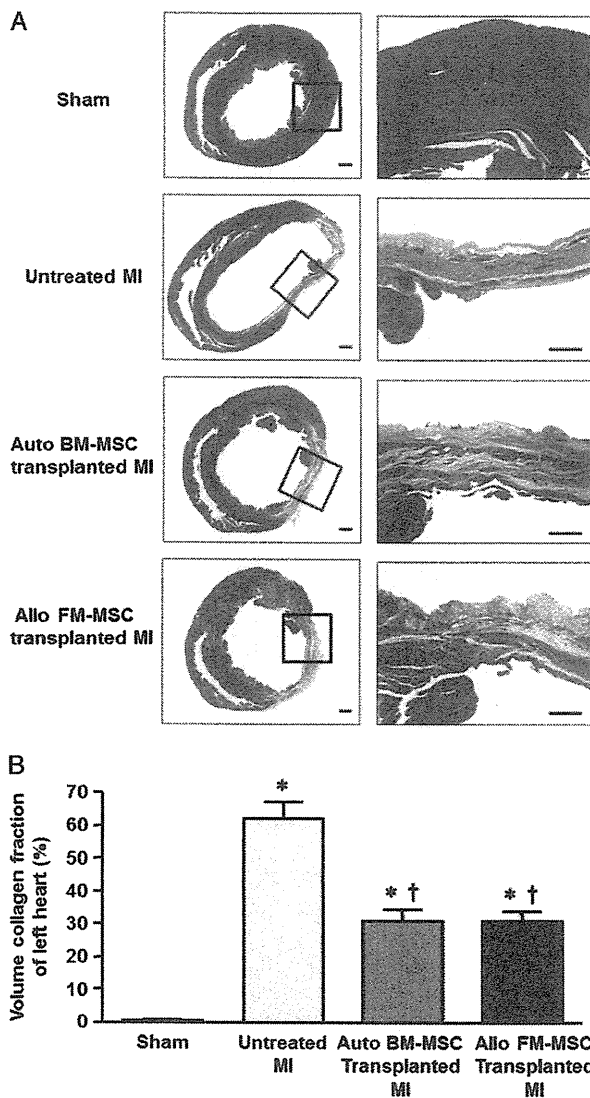 A
Sham
Untreated MI
Auto BM-MSC
transplanted MI
Allo FM-MSC
transplanted MI
B
Volume collagen fraction
of left heart (%)
70
60
50
40
30
20
10
0
*
* †
* †
Sham
Untreated
MI
Auto BM-MSC
Transplanted
MI
Allo FM-MSC
Transplanted
MI